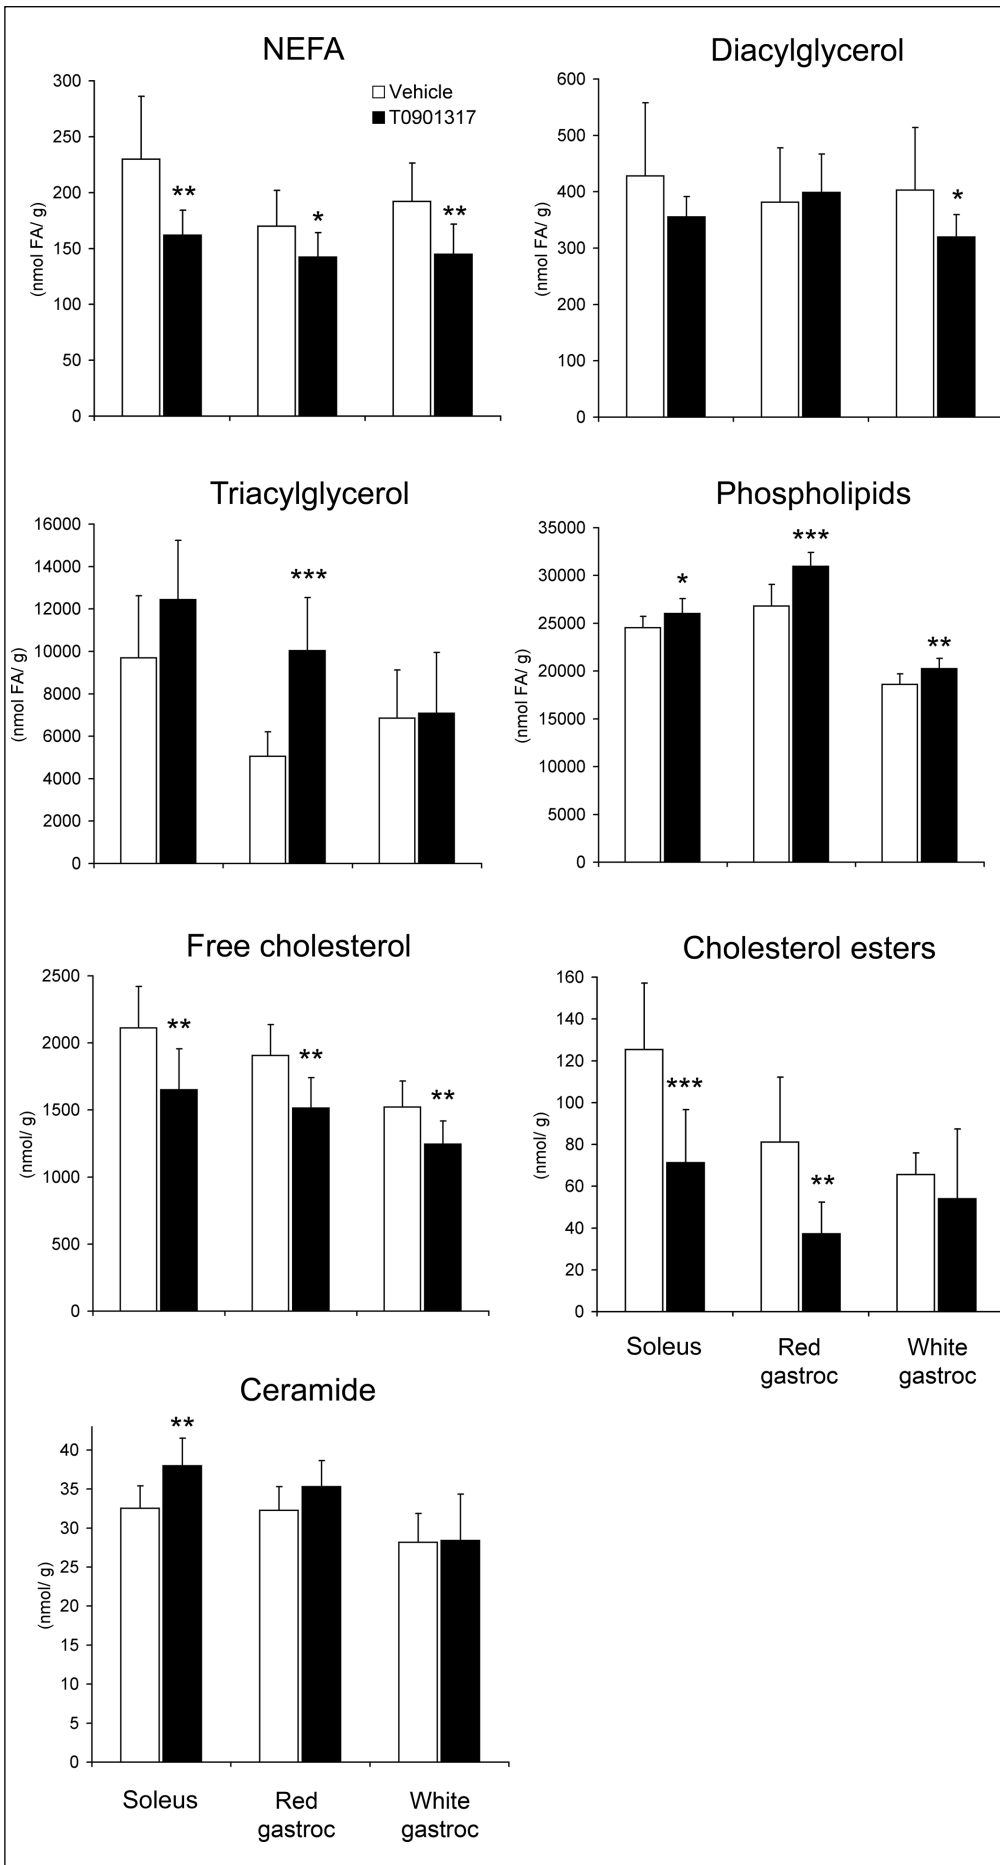 NEFA
300
250
200
150
100
50
0
(nmol FA/ g)
Vehicle
T0901317
**
*
**
Diacylglycerol
600
500
400
300
200
100
0
(nmol FA/ g)
*
Triacylglycerol
16000
14000
12000
10000
8000
6000
4000
2000
0
(nmol FA/ g)
***
Phospholipids
35000
30000
25000
20000
15000
10000
5000
0
(nmol FA/ g)
*
***
**
Free cholesterol
2500
2000
1500
1000
500
0
(nmol/ g)
**
**
**
Cholesterol esters
160
140
120
100
80
60
40
20
0
(nmol/ g)
***
**
Soleus
Red
gastroc
White
gastroc
Ceramide
40
35
30
25
20
15
10
5
0
(nmol/ g)
**
Soleus
Red
gastroc
White
gastroc